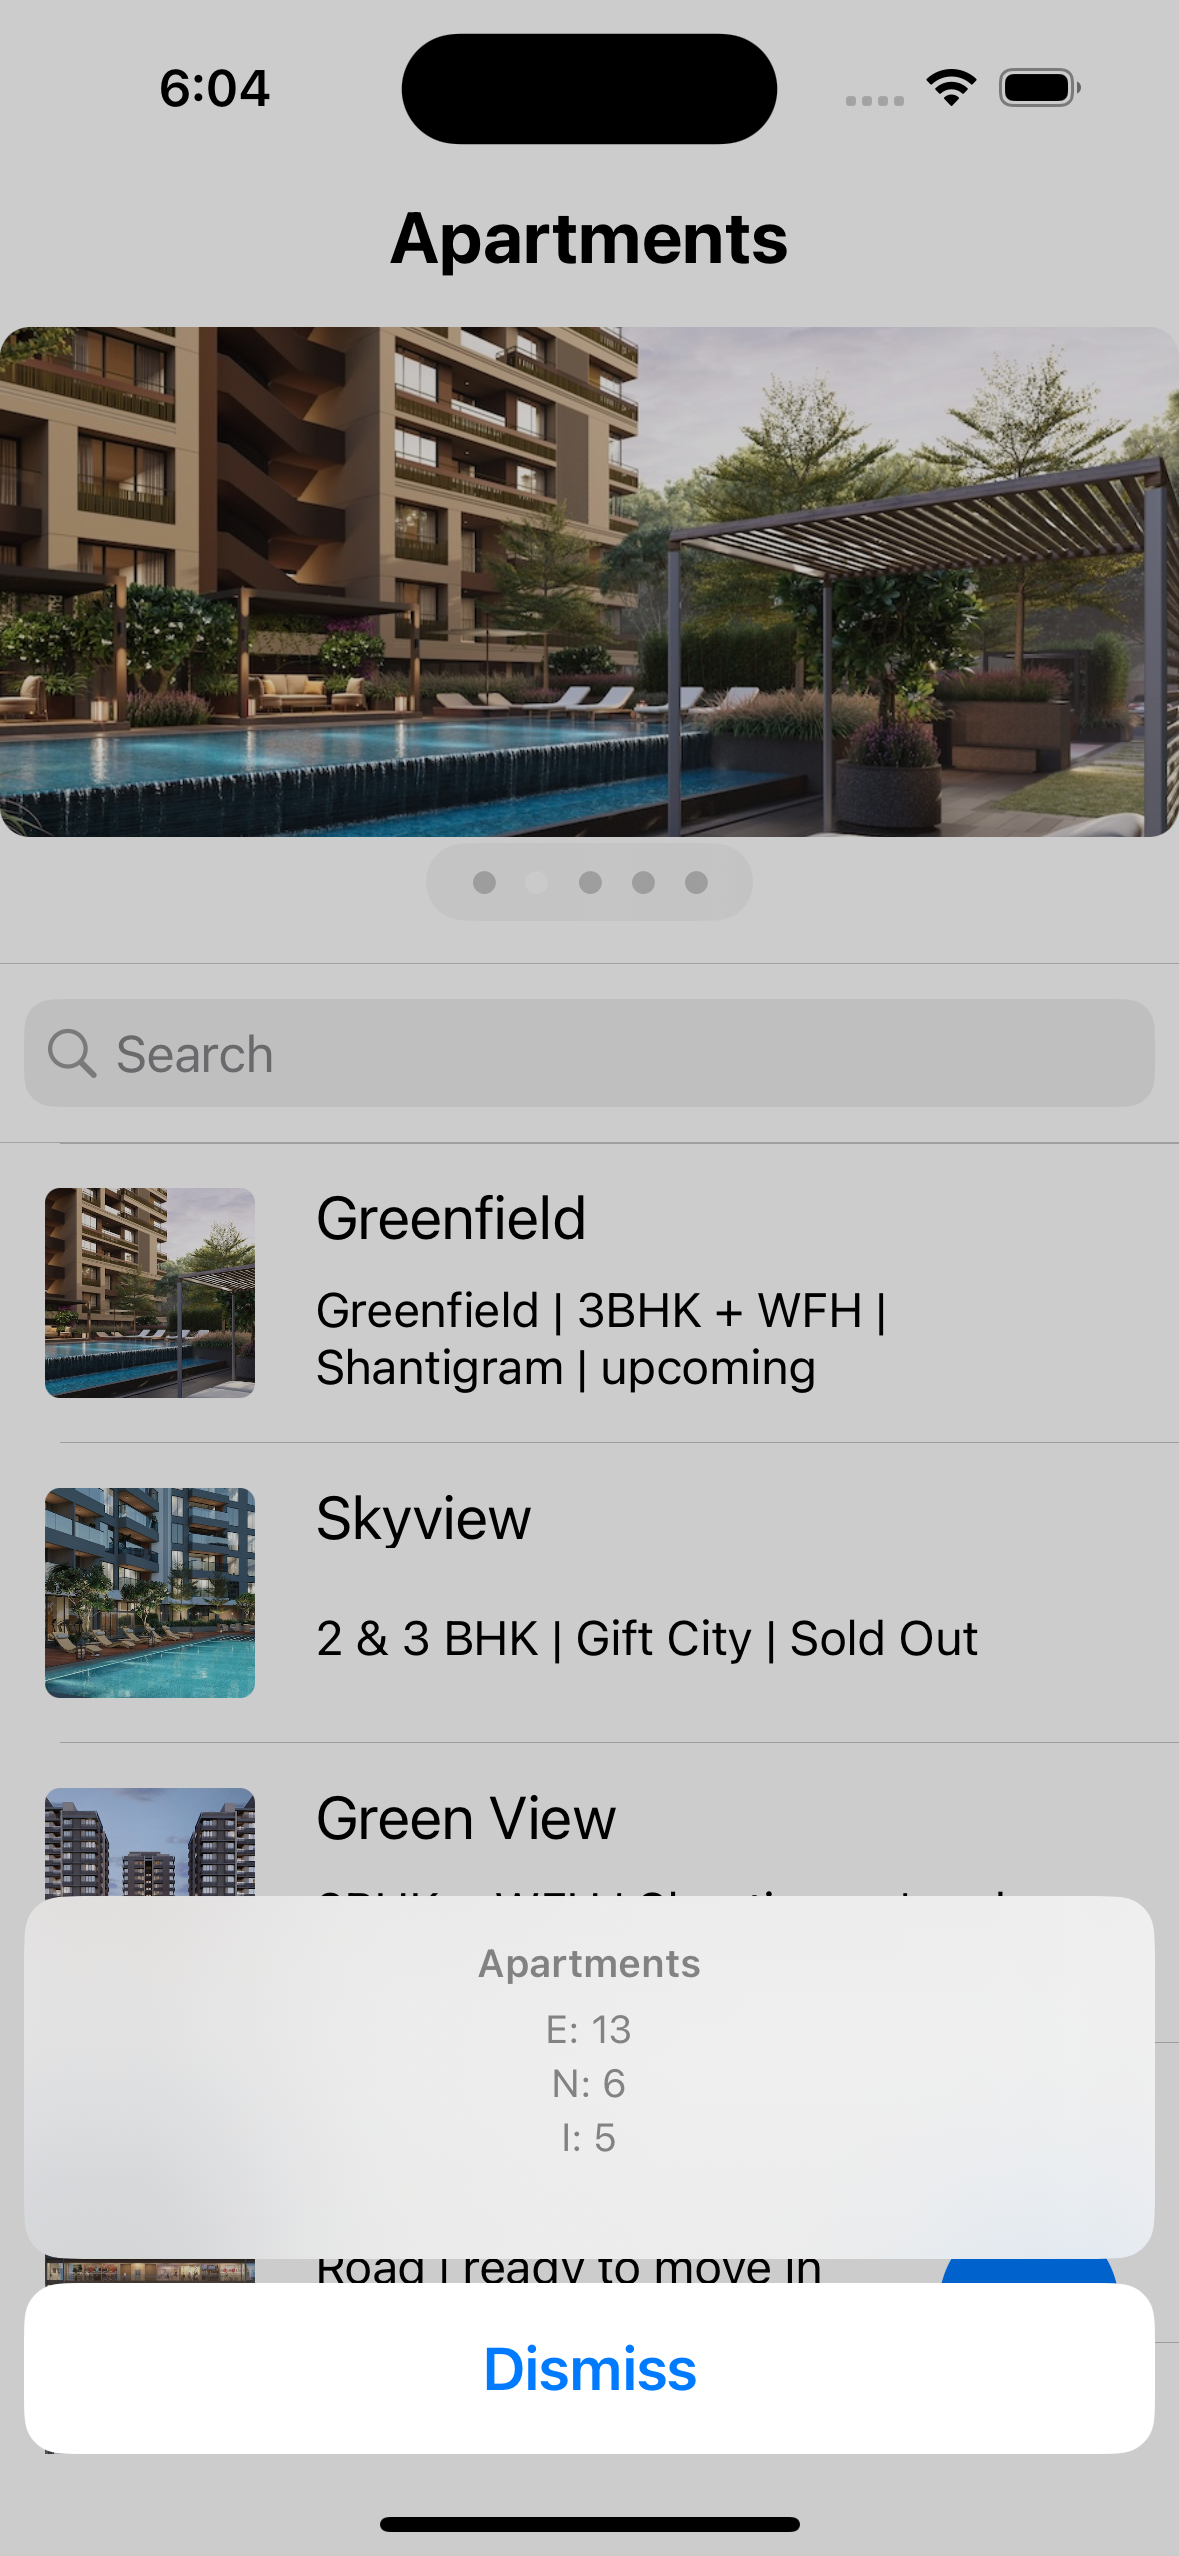 6:04
Apartments
Search
Greenfield
Greenfield | 3BHK + WFH |
Shantigram | upcoming
Skyview
2 & 3 BHK | Gift City | Sold Out
Green View
Apartments
E: 13
N: 6
I: 5
Road | ready to move in
Dismiss